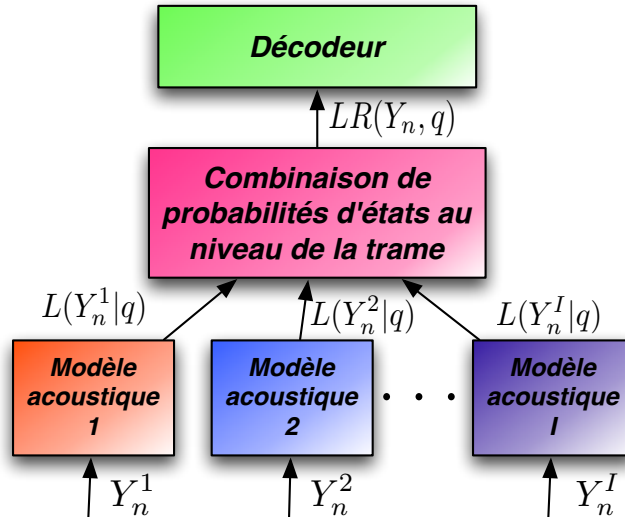 Décodeur
LR(Y_n, q)
Combinaison de
probabilités d'états au
niveau de la trame
L(Y_n^1|q)
L(Y_n^2|q)
L(Y_n^I|q)
Modèle
acoustique
1
Modèle
acoustique
2
. . .
Modèle
acoustique
I
Y_n^1
Y_n^2
Y_n^I